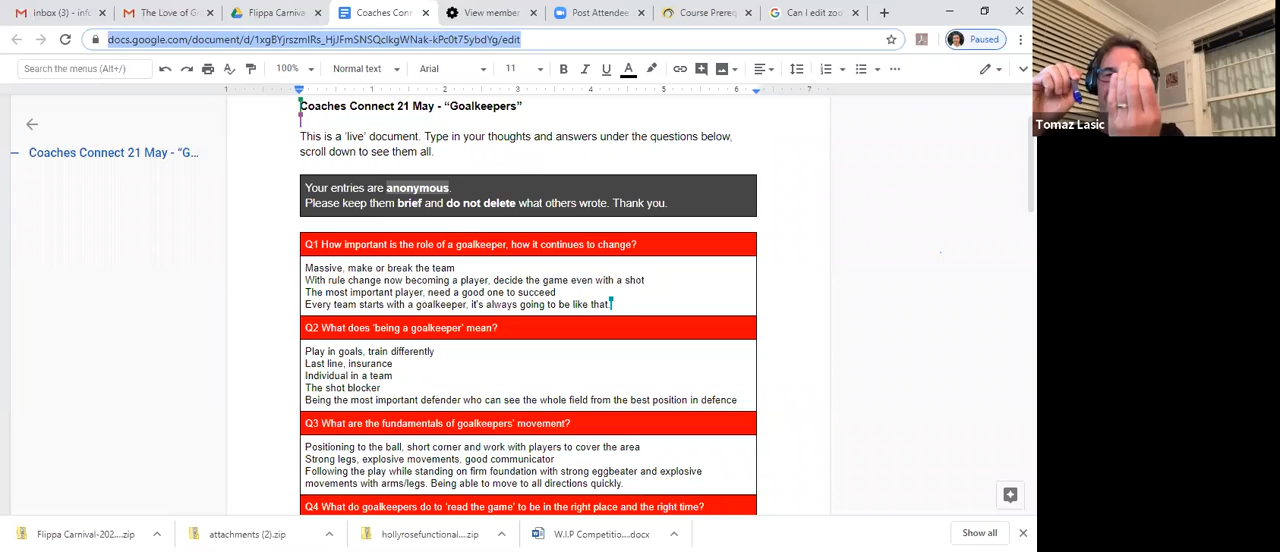 Inbox (3) - inf
The Love of Gr
Flippa Carniva
Coaches Conn
View member
Post Attendee
Course Prereq
Can I edit zoo
docs.google.com/document/d/1xgBYjrszmIRs_HjJFmSNSQcIkgWNak-kPc0t75ybdYg/edit
Paused
Search the menus (Alt+/)
100%
Normal text
Arial
11
B I U A
1 1 2 3 4 5 6 7
Coaches Connect 21 May - “G...
Coaches Connect 21 May - “Goalkeepers”
This is a ‘live’ document. Type in your thoughts and answers under the questions below,
scroll down to see them all.
Your entries are anonymous.
Please keep them brief and do not delete what others wrote. Thank you.
Q1 How important is the role of a goalkeeper, how it continues to change?
Massive, make or break the team
With rule change now becoming a player, decide the game even with a shot
The most important player, need a good one to succeed
Every team starts with a goalkeeper, it’s always going to be like that.
Q2 What does 'being a goalkeeper' mean?
Play in goals, train differently
Last line, insurance
Individual in a team
The shot blocker
Being the most important defender who can see the whole field from the best position in defence
Q3 What are the fundamentals of goalkeepers’ movement?
Positioning to the ball, short corner and work with players to cover the area
Strong legs, explosive movements, good communicator
Following the play while standing on firm foundation with strong eggbeater and explosive
movements with arms/legs. Being able to move to all directions quickly.
Q4 What do goalkeepers do to 'read the game' to be in the right place and the right time?
Tomaz Lasic
Flippa Carnival-202....zip
attachments (2).zip
hollyrosefunctional....zip
W.I.P Competitio....docx
Show all